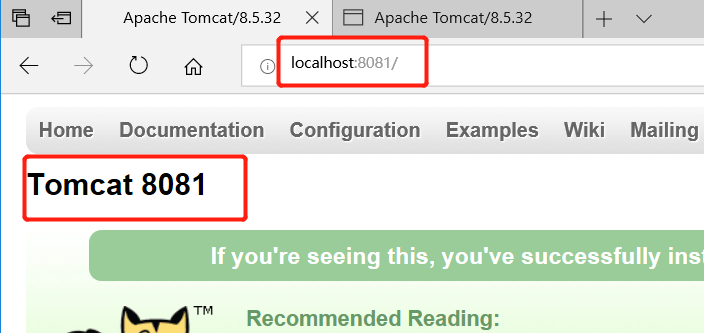 Apache Tomcat/8.5.32 Apache Tomcat/8.5.32
localhost:8081/
Home Documentation Configuration Examples Wiki Mailing
Tomcat 8081
If you're seeing this, you've successfully inst
TM
Recommended Reading: